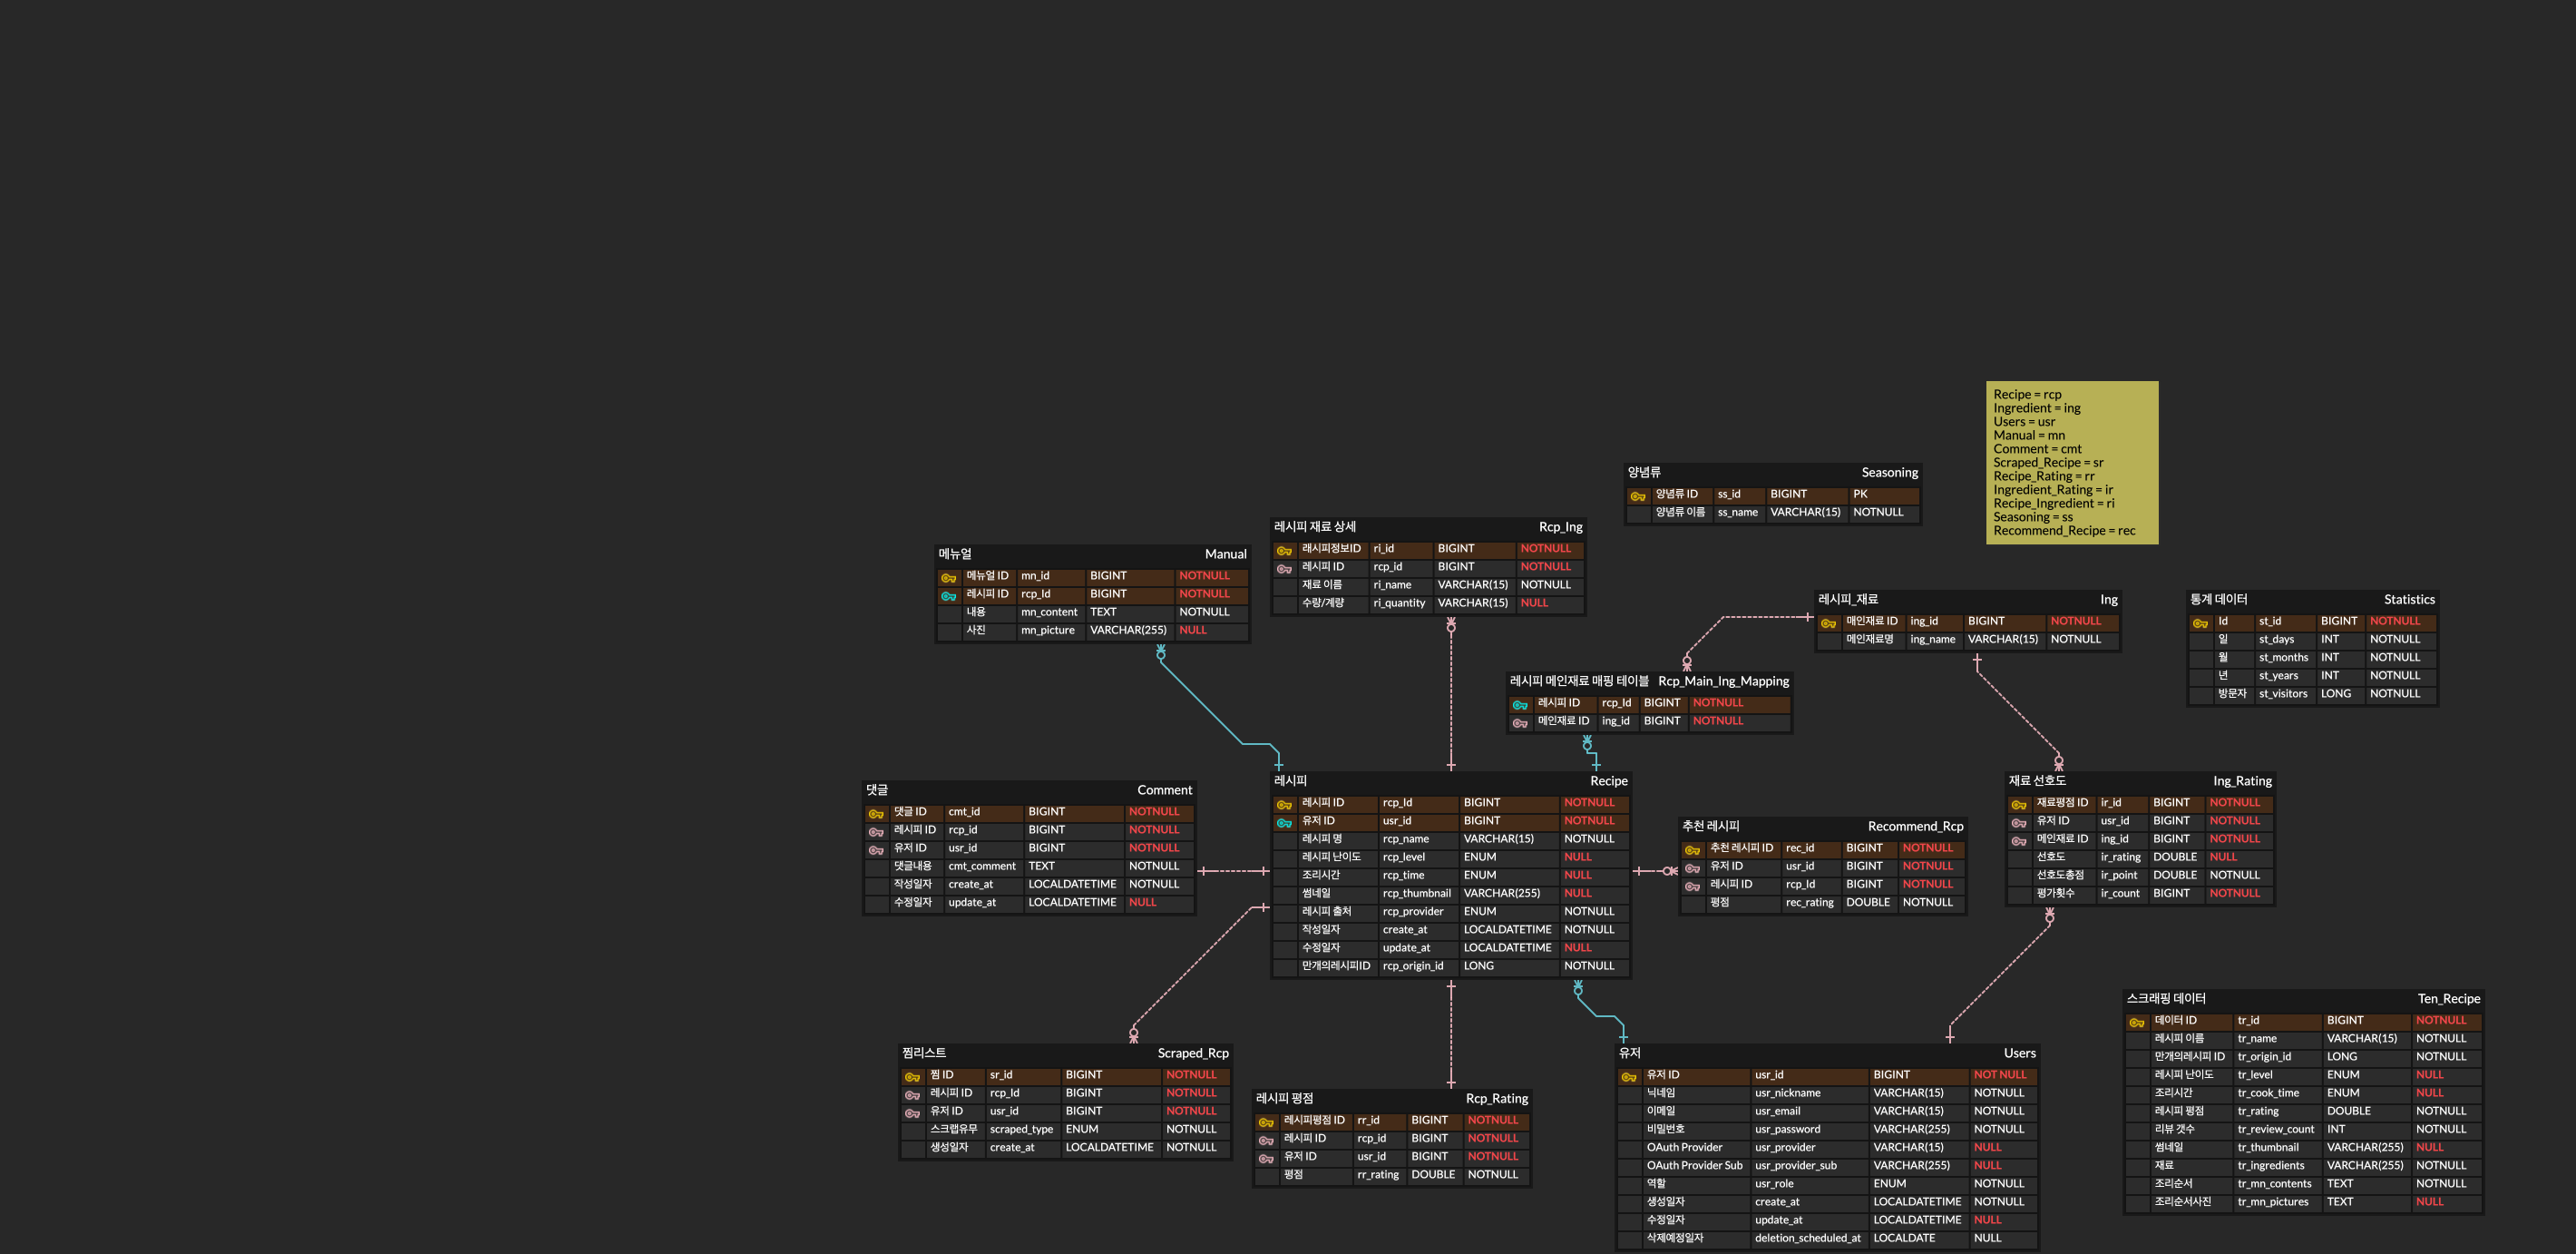 Recipe = rcp
Ingredient = ing
Users = usr
Manual = mn
Comment = cmt
Scraped_Recipe = sr
Recipe_Rating = rr
Ingredient_Rating = ir
Recipe_Ingredient = ri
Seasoning = ss
Recommend_Recipe = rec
양념류 Seasoning
양념류 ID ss_id BIGINT PK
양념류 이름 ss_name VARCHAR(15) NOTNULL
레시피 재료 상세 Rcp_Ing
래시피정보ID ri_id BIGINT NOTNULL
레시피 ID rcp_id BIGINT NOTNULL
재료 이름 ri_name VARCHAR(15) NOTNULL
수량/계량 ri_quantity VARCHAR(15) NULL
메뉴얼 Manual
메뉴얼 ID mn_id BIGINT NOTNULL
레시피 ID rcp_Id BIGINT NOTNULL
내용 mn_content TEXT NOTNULL
사진 mn_picture VARCHAR(255) NULL
레시피_재료 Ing
메인재료 ID ing_id BIGINT NOTNULL
메인재료명 ing_name VARCHAR(15) NOTNULL
통계 데이터 Statistics
Id st_id BIGINT NOTNULL
일 st_days INT NOTNULL
월 st_months INT NOTNULL
년 st_years INT NOTNULL
방문자 st_visitors LONG NOTNULL
레시피 메인재료 매핑 테이블 Rcp_Main_Ing_Mapping
레시피 ID rcp_Id BIGINT NOTNULL
메인재료 ID ing_id BIGINT NOTNULL
댓글 Comment
댓글 ID cmt_id BIGINT NOTNULL
레시피 ID rcp_id BIGINT NOTNULL
유저 ID usr_id BIGINT NOTNULL
댓글내용 cmt_comment TEXT NOTNULL
작성일자 create_at LOCALDATETIME NOTNULL
수정일자 update_at LOCALDATETIME NULL
레시피 Recipe
레시피 ID rcp_Id BIGINT NOTNULL
유저 ID usr_id BIGINT NOTNULL
레시피 명 rcp_name VARCHAR(15) NOTNULL
레시피 난이도 rcp_level ENUM NULL
조리시간 rcp_time ENUM NULL
썸네일 rcp_thumbnail VARCHAR(255) NULL
레시피 출처 rcp_provider ENUM NOTNULL
작성일자 create_at LOCALDATETIME NOTNULL
수정일자 update_at LOCALDATETIME NULL
만개의레시피ID rcp_origin_id LONG NOTNULL
추천 레시피 Recommend_Rcp
추천 레시피 ID rec_id BIGINT NOTNULL
유저 ID usr_id BIGINT NOTNULL
레시피 ID rcp_Id BIGINT NOTNULL
평점 rec_rating DOUBLE NOTNULL
재료 선호도 Ing_Rating
재료평점 ID ir_id BIGINT NOTNULL
유저 ID usr_id BIGINT NOTNULL
메인재료 ID ing_id BIGINT NOTNULL
선호도 ir_rating DOUBLE NULL
선호도총점 ir_point DOUBLE NOTNULL
평가횟수 ir_count BIGINT NOTNULL
찜리스트 Scraped_Rcp
찜 ID sr_id BIGINT NOTNULL
레시피 ID rcp_Id BIGINT NOTNULL
유저 ID usr_id BIGINT NOTNULL
스크랩유무 scraped_type ENUM NOTNULL
생성일자 create_at LOCALDATETIME NOTNULL
레시피 평점 Rcp_Rating
레시피평점 ID rr_id BIGINT NOTNULL
레시피 ID rcp_id BIGINT NOTNULL
유저 ID usr_id BIGINT NOTNULL
평점 rr_rating DOUBLE NOTNULL
유저 Users
유저 ID usr_id BIGINT NOT NULL
닉네임 usr_nickname VARCHAR(15) NOTNULL
이메일 usr_email VARCHAR(15) NOTNULL
비밀번호 usr_password VARCHAR(255) NOTNULL
OAuth Provider usr_provider VARCHAR(15) NULL
OAuth Provider Sub usr_provider_sub VARCHAR(255) NULL
역할 usr_role ENUM NOTNULL
생성일자 create_at LOCALDATETIME NOTNULL
수정일자 update_at LOCALDATETIME NULL
삭제예정일자 deletion_scheduled_at LOCALDATE NULL
스크래핑 데이터 Ten_Recipe
데이터 ID tr_id BIGINT NOTNULL
레시피 이름 tr_name VARCHAR(15) NOTNULL
만개의레시피 ID tr_origin_id LONG NOTNULL
레시피 난이도 tr_level ENUM NULL
조리시간 tr_cook_time ENUM NULL
레시피 평점 tr_rating DOUBLE NOTNULL
리뷰 갯수 tr_review_count INT NOTNULL
썸네일 tr_thumbnail VARCHAR(255) NULL
재료 tr_ingredients VARCHAR(255) NOTNULL
조리순서 tr_mn_contents TEXT NOTNULL
조리순서사진 tr_mn_pictures TEXT NULL